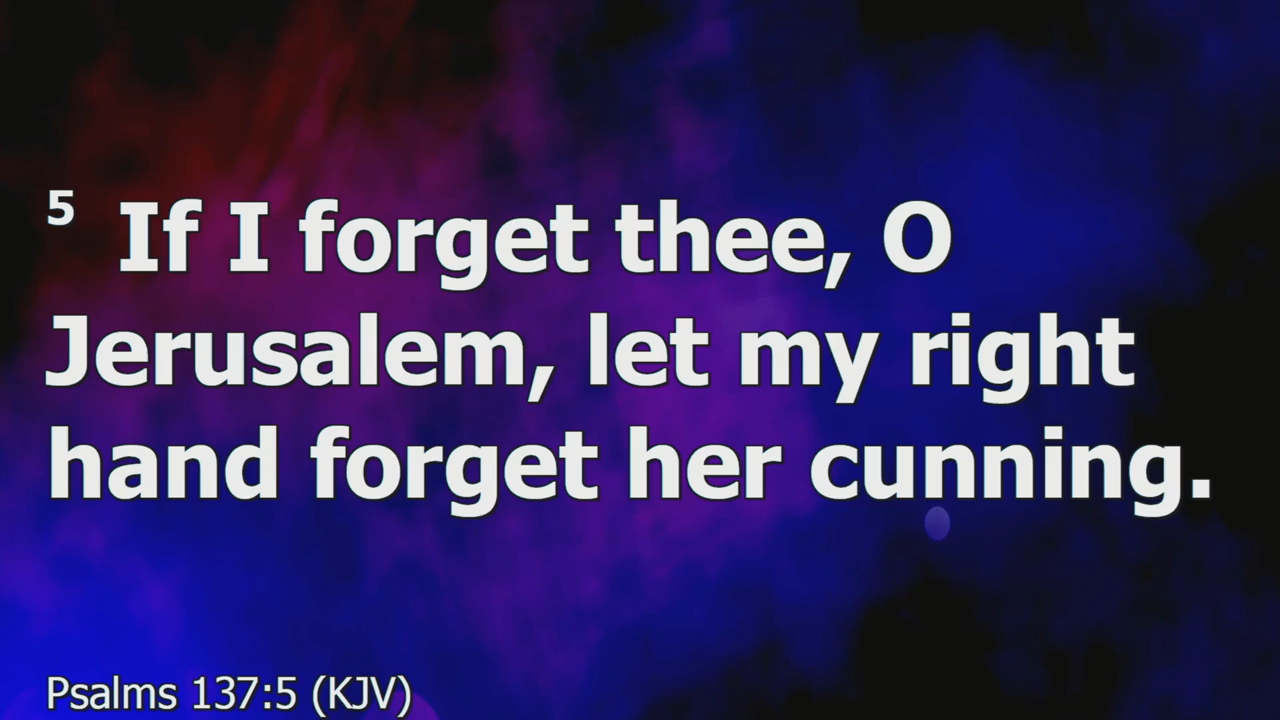 5 If I forget thee, O
Jerusalem, let my right
hand forget her cunning.
Psalms 137:5 (KJV)